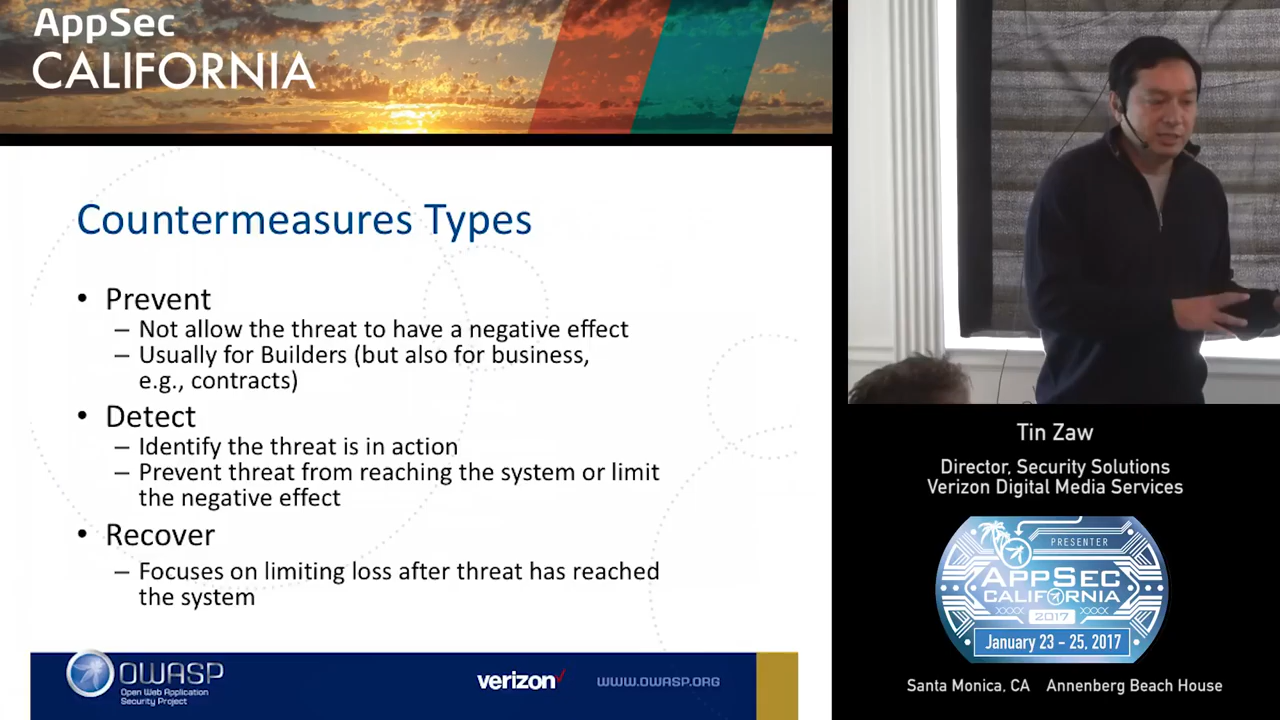 AppSec
CALIFORNIA
Countermeasures Types
• Prevent
– Not allow the threat to have a negative effect
– Usually for Builders (but also for business,
e.g., contracts)
• Detect
– Identify the threat is in action
– Prevent threat from reaching the system or limit
the negative effect
• Recover
– Focuses on limiting loss after threat has reached
the system
OWASP
Open Web Application
Security Project
verizon
WWW.OWASP.ORG
Tin Zaw
Director, Security Solutions
Verizon Digital Media Services
PRESENTER
APPSEC
CALIFORNIA
2017
January 23 - 25, 2017
Santa Monica, CA Annenberg Beach House